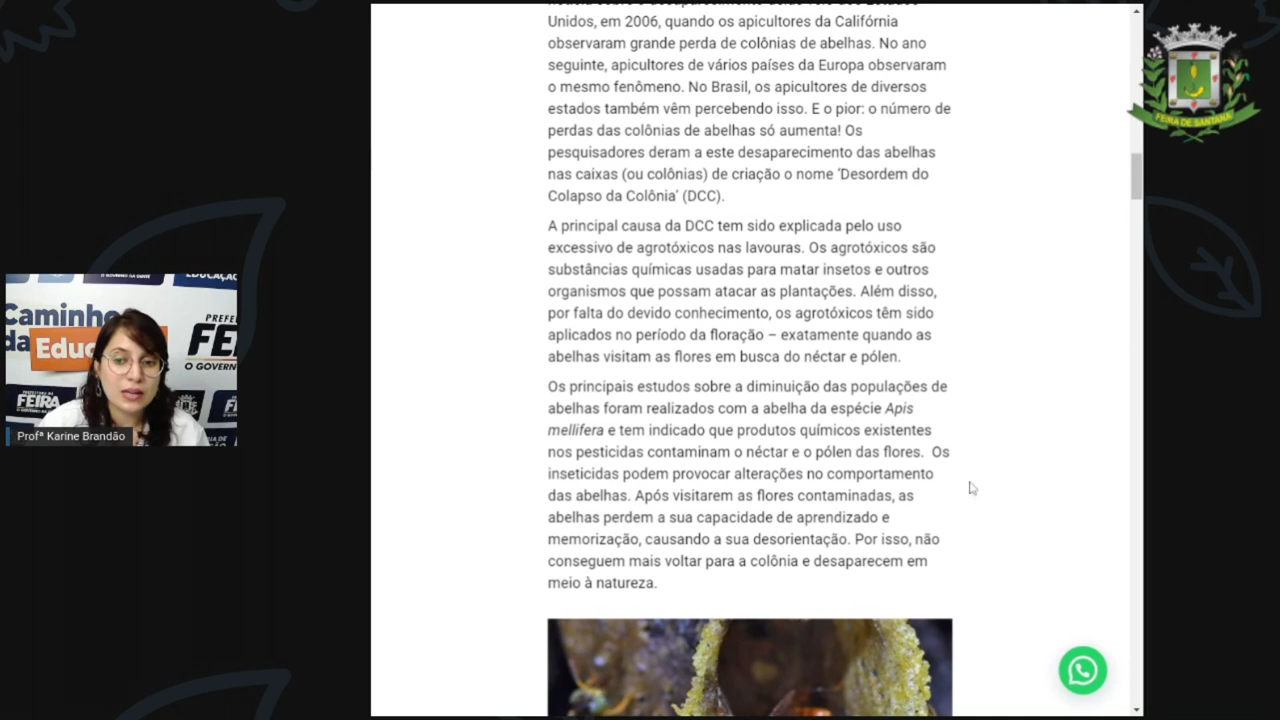 Unidos, em 2006, quando os apicultores da Califórnia
observaram grande perda de colônias de abelhas. No ano
seguinte, apicultores de vários países da Europa observaram
o mesmo fenômeno. No Brasil, os apicultores de diversos
estados também vêm percebendo isso. E o pior: o número de
perdas das colônias de abelhas só aumenta! Os
pesquisadores deram a este desaparecimento das abelhas
nas caixas (ou colônias) de criação o nome ‘Desordem do
Colapso da Colônia’ (DCC).
A principal causa da DCC tem sido explicada pelo uso
excessivo de agrotóxicos nas lavouras. Os agrotóxicos são
substâncias químicas usadas para matar insetos e outros
organismos que possam atacar as plantações. Além disso,
por falta do devido conhecimento, os agrotóxicos têm sido
aplicados no período da floração – exatamente quando as
abelhas visitam as flores em busca do néctar e pólen.
Os principais estudos sobre a diminuição das populações de
abelhas foram realizados com a abelha da espécie Apis
mellifera e tem indicado que produtos químicos existentes
nos pesticidas contaminam o néctar e o pólen das flores. Os
inseticidas podem provocar alterações no comportamento
das abelhas. Após visitarem as flores contaminadas, as
abelhas perdem a sua capacidade de aprendizado e
memorização, causando a sua desorientação. Por isso, não
conseguem mais voltar para a colônia e desaparecem em
meio à natureza.
FEIRA DE SANTANA
EDUCAÇÃO
Caminho
da Educ
PREFE
FEI
O GOVERN
FEIRA
Profª Karine Brandão